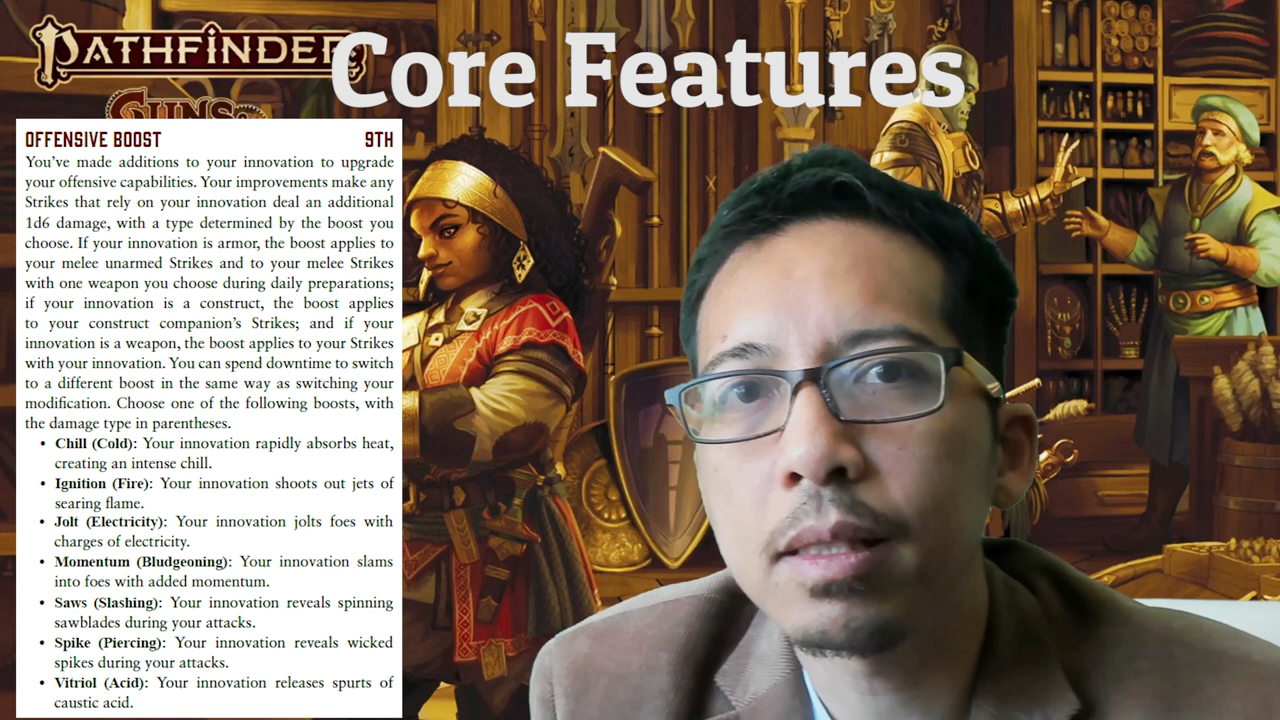 PATHFINDER
Core Features
GUNS
OFFENSIVE BOOST 9TH
You’ve made additions to your innovation to upgrade
your offensive capabilities. Your improvements make any
Strikes that rely on your innovation deal an additional
1d6 damage, with a type determined by the boost you
choose. If your innovation is armor, the boost applies to
your melee unarmed Strikes and to your melee Strikes
with one weapon you choose during daily preparations;
if your innovation is a construct, the boost applies
to your construct companion’s Strikes; and if your
innovation is a weapon, the boost applies to your Strikes
with your innovation. You can spend downtime to switch
to a different boost in the same way as switching your
modification. Choose one of the following boosts, with
the damage type in parentheses.
• Chill (Cold): Your innovation rapidly absorbs heat,
creating an intense chill.
• Ignition (Fire): Your innovation shoots out jets of
searing flame.
• Jolt (Electricity): Your innovation jolts foes with
charges of electricity.
• Momentum (Bludgeoning): Your innovation slams
into foes with added momentum.
• Saws (Slashing): Your innovation reveals spinning
sawblades during your attacks.
• Spike (Piercing): Your innovation reveals wicked
spikes during your attacks.
• Vitriol (Acid): Your innovation releases spurts of
caustic acid.